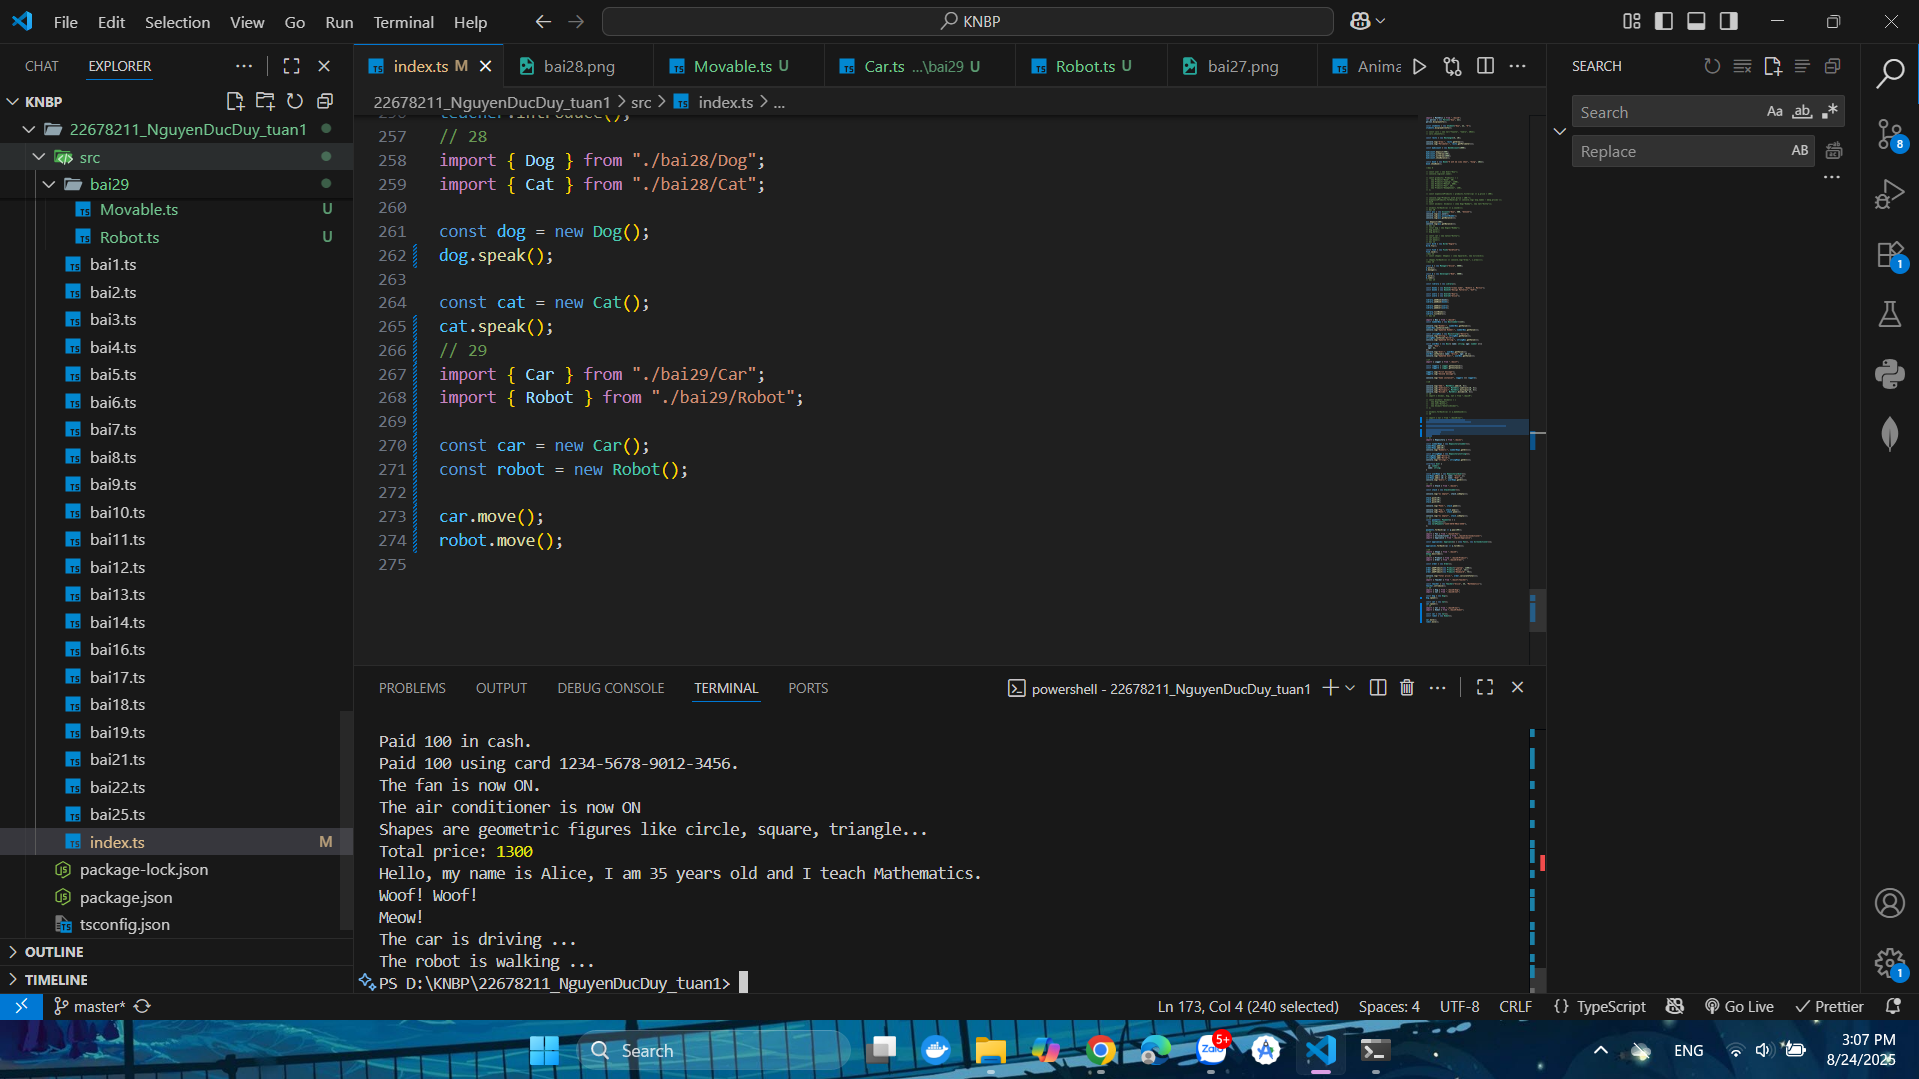 File Edit Selection View Go Run Terminal Help
KNBP
CHAT EXPLORER
index.ts M
bai28.png
Movable.ts U
Car.ts ...\bai29 U
Robot.ts U
bai27.png
Anima
KNBP
22678211_NguyenDucDuy_tuan1
src
bai29
Movable.ts U
Robot.ts U
bai1.ts
bai2.ts
bai3.ts
bai4.ts
bai5.ts
bai6.ts
bai7.ts
bai8.ts
bai9.ts
bai10.ts
bai11.ts
bai12.ts
bai13.ts
bai14.ts
bai16.ts
bai17.ts
bai18.ts
bai19.ts
bai21.ts
bai22.ts
bai25.ts
index.ts M
package-lock.json
package.json
tsconfig.json
OUTLINE
TIMELINE
22678211_NguyenDucDuy_tuan1 > src > index.ts > ...
256 teacher.introduce();
257 // 28
258 import { Dog } from "./bai28/Dog";
259 import { Cat } from "./bai28/Cat";
260
261 const dog = new Dog();
262 dog.speak();
263
264 const cat = new Cat();
265 cat.speak();
266 // 29
267 import { Car } from "./bai29/Car";
268 import { Robot } from "./bai29/Robot";
269
270 const car = new Car();
271 const robot = new Robot();
272
273 car.move();
274 robot.move();
275
PROBLEMS OUTPUT DEBUG CONSOLE TERMINAL PORTS
powershell - 22678211_NguyenDucDuy_tuan1
Paid 100 in cash.
Paid 100 using card 1234-5678-9012-3456.
The fan is now ON.
The air conditioner is now ON
Shapes are geometric figures like circle, square, triangle...
Total price: 1300
Hello, my name is Alice, I am 35 years old and I teach Mathematics.
Woof! Woof!
Meow!
The car is driving ...
The robot is walking ...
PS D:\KNBP\22678211_NguyenDucDuy_tuan1>
SEARCH
Search Aa ab
Replace AB
8
1
1
master*
Ln 173, Col 4 (240 selected) Spaces: 4 UTF-8 CRLF {} TypeScript Go Live Prettier
Search
Zalo 5+
ENG
3:07 PM
8/24/2025